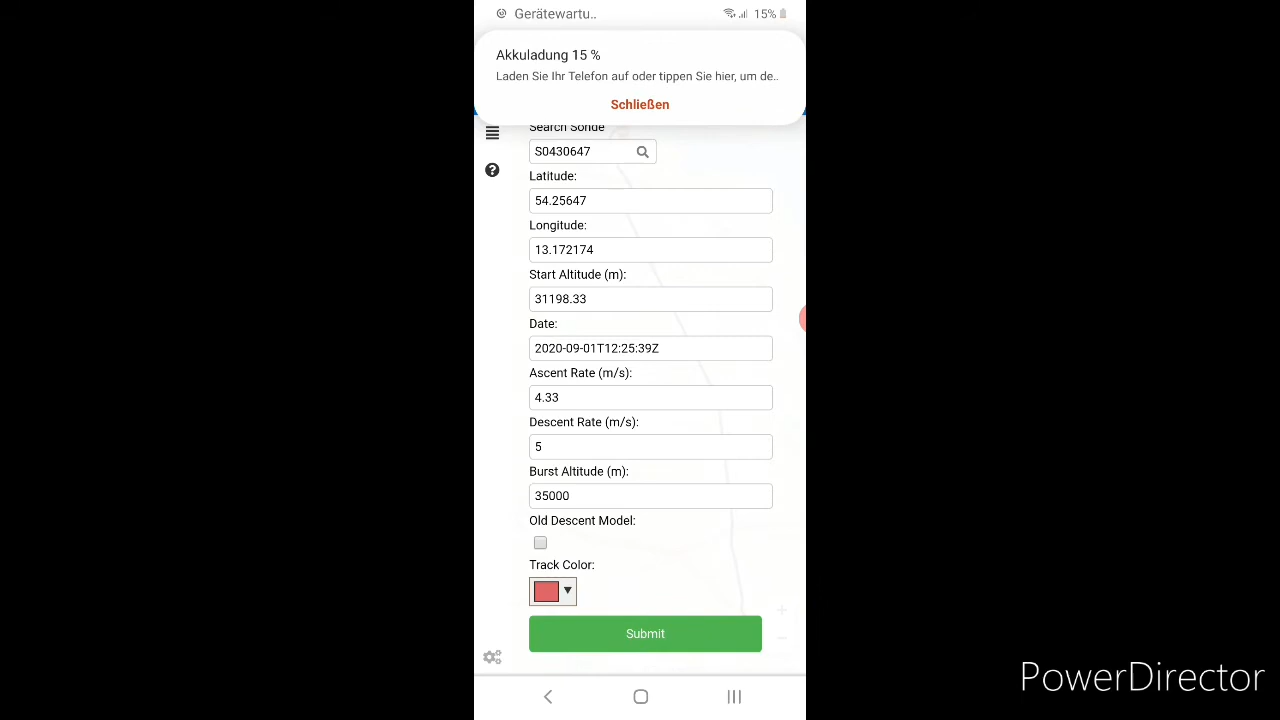 Gerätewartu..
15%
Akkuladung 15 %
Laden Sie Ihr Telefon auf oder tippen Sie hier, um de..
Schließen
Search Sonde
S0430647
Latitude:
54.25647
Longitude:
13.172174
Start Altitude (m):
31198.33
Date:
2020-09-01T12:25:39Z
Ascent Rate (m/s):
4.33
Descent Rate (m/s):
5
Burst Altitude (m):
35000
Old Descent Model:
Track Color:
Submit
PowerDirector